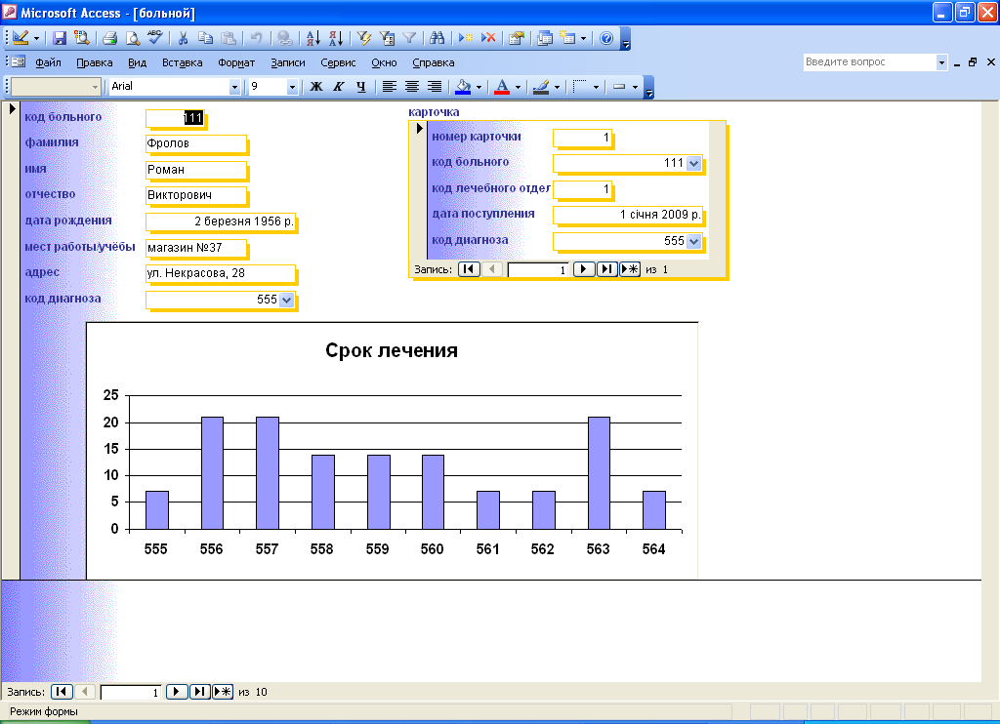 Microsoft Access - [больной]
Файл Правка Вид Вставка Формат Записи Сервис Окно Справка Введите вопрос
Arial 9 Ж К Ч
код больного 111
фамилия Фролов
имя Роман
отчество Викторович
дата рождения 2 березня 1956 р.
мест работы/учёбы магазин №37
адрес ул. Некрасова, 28
код диагноза 555
карточка
номер карточки 1
код больного 111
код лечебного отдел 1
дата поступления 1 січня 2009 р.
код диагноза 555
Запись: 1 из 1
Срок лечения
25
20
15
10
5
0
555 556 557 558 559 560 561 562 563 564
Запись: 1 из 10
Режим формы